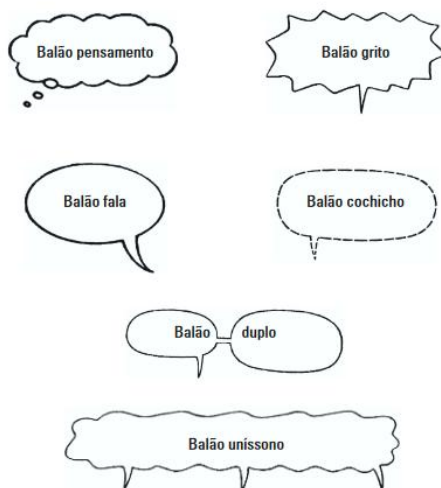 Balão pensamento
Balão grito
Balão fala
Balão cochicho
Balão duplo
Balão uníssono